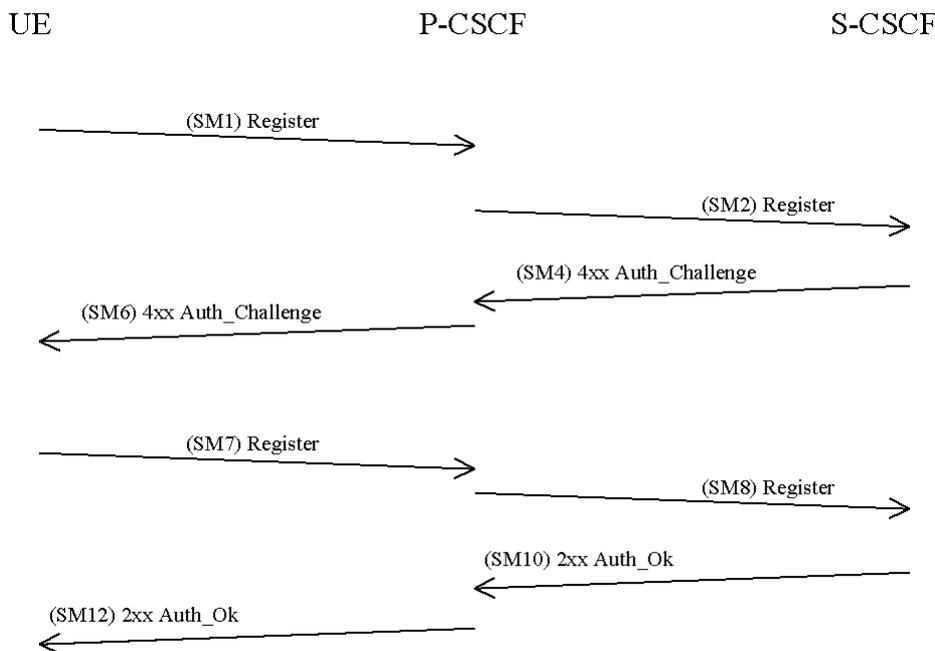 UE P-CSCF S-CSCF
(SM1) Register
(SM2) Register
(SM4) 4xx Auth_Challenge
(SM6) 4xx Auth_Challenge
(SM7) Register
(SM8) Register
(SM10) 2xx Auth_Ok
(SM12) 2xx Auth_Ok